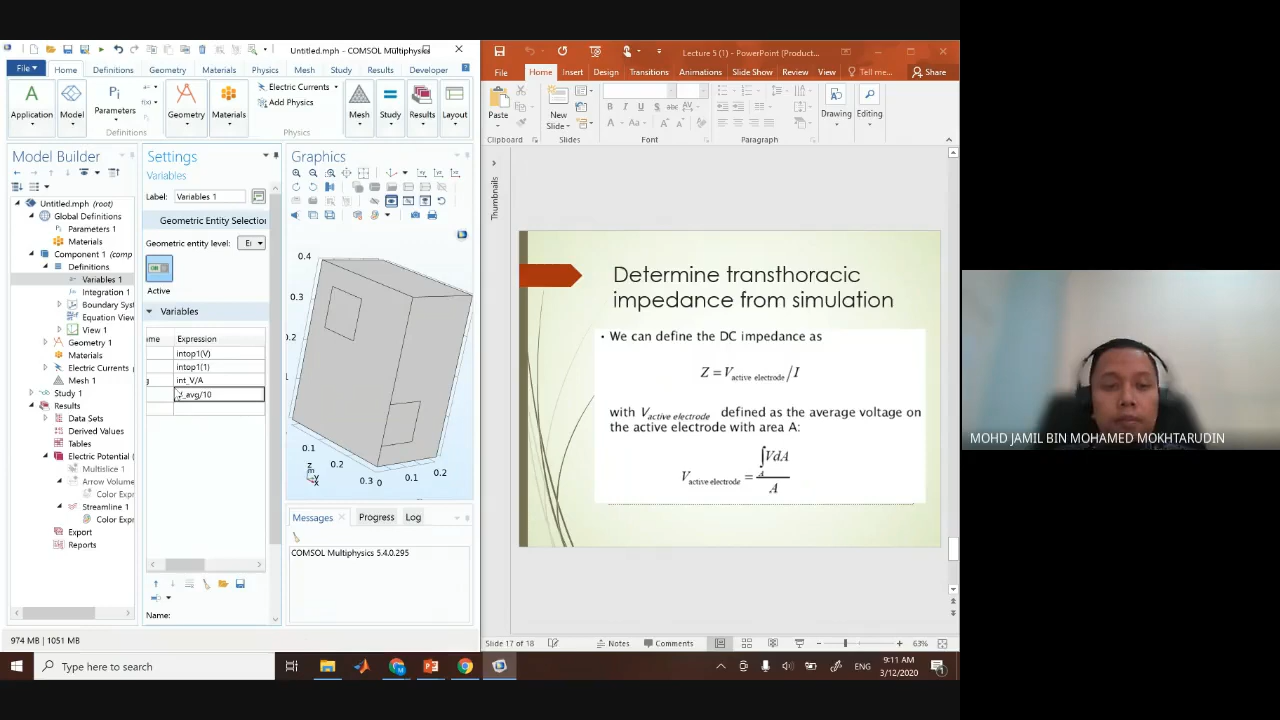 Untitled.mph - COMSOL Multiphysics
File
Home
Definitions
Geometry
Materials
Physics
Mesh
Study
Results
Developer
Application
Model
Parameters
Definitions
Geometry
Materials
Electric Currents
Add Physics
Physics
Mesh
Study
Results
Layout
Model Builder
Untitled.mph (root)
Global Definitions
Parameters 1
Materials
Component 1 (comp
Definitions
Variables 1
Integration 1
Boundary Sys
Equation View
View 1
Geometry 1
Materials
Electric Currents
Mesh 1
Study 1
Results
Data Sets
Derived Values
Tables
Electric Potential
Multislice 1
Color Expr
Arrow Volum
Color Expr
Streamline 1
Color Expr
Export
Reports
Settings
Variables
Label: Variables 1
Geometric Entity Selection
Geometric entity level:
Active
Variables
me Expression
intop1(V)
intop1(1)
g int_V/A
_avg/10
Name:
Graphics
0.4
0.3
0.1
0.2
0.3
0
0.1
0.2
m
Messages
Progress
Log
COMSOL Multiphysics 5.4.0.295
974 MB | 1051 MB
Lecture 5 (1) - PowerPoint (Product...
File
Home
Insert
Design
Transitions
Animations
Slide Show
Review
View
Tell me...
Share
Paste
New
Slide
Drawing
Editing
Clipboard
Slides
Font
Paragraph
Thumbnails
Determine transthoracic
impedance from simulation
• We can define the DC impedance as
Z = V active electrode / I
with V active electrode defined as the average voltage on
the active electrode with area A:
V active electrode = ∫A VdA / A
Slide 17 of 18
Notes
Comments
63%
Type here to search
ENG
9:11 AM
3/12/2020
MOHD JAMIL BIN MOHAMED MOKHTARUDIN